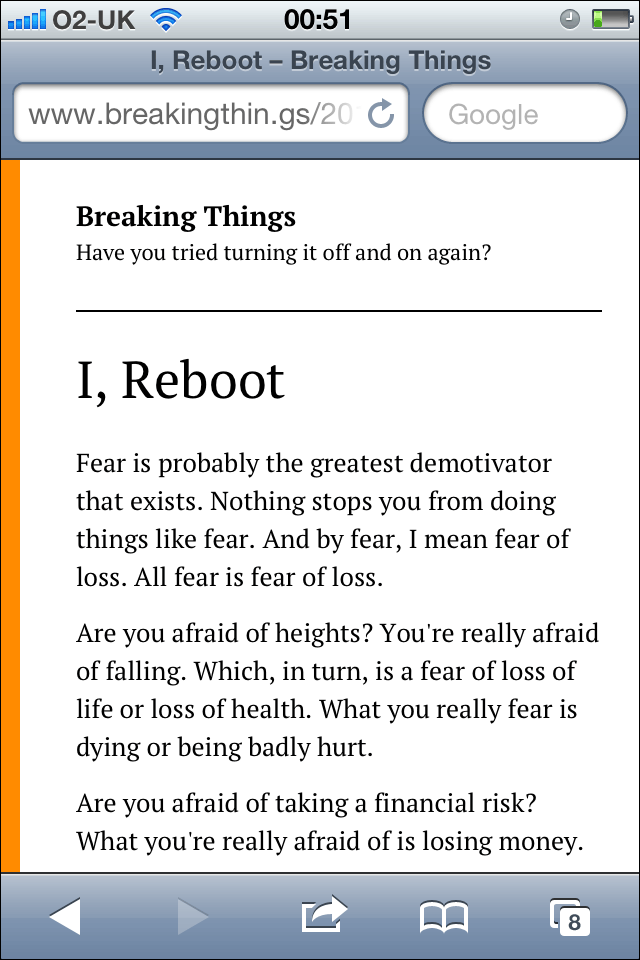 O2-UK 00:51
I, Reboot – Breaking Things
www.breakingthin.gs/20
Google
Breaking Things
Have you tried turning it off and on again?
I, Reboot
Fear is probably the greatest demotivator
that exists. Nothing stops you from doing
things like fear. And by fear, I mean fear of
loss. All fear is fear of loss.
Are you afraid of heights? You're really afraid
of falling. Which, in turn, is a fear of loss of
life or loss of health. What you really fear is
dying or being badly hurt.
Are you afraid of taking a financial risk?
What you're really afraid of is losing money.
8